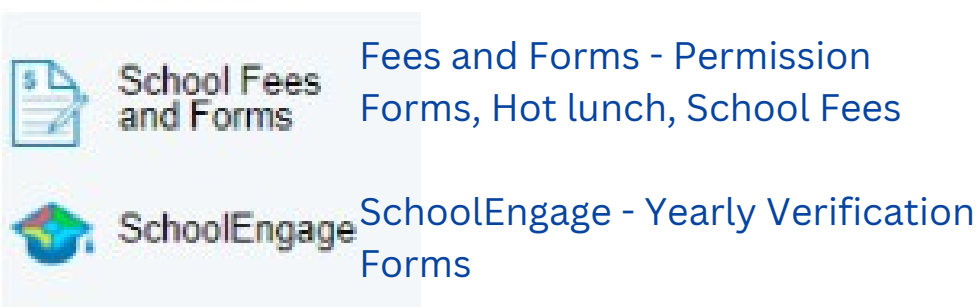 School Fees
and Forms
Fees and Forms - Permission
Forms, Hot lunch, School Fees
SchoolEngage
SchoolEngage - Yearly Verification
Forms